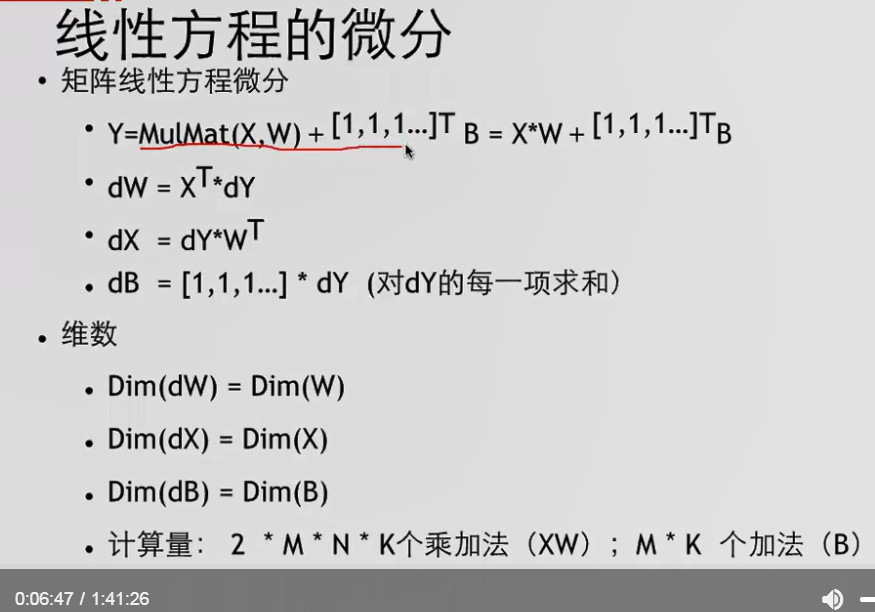 线性方程的微分
• 矩阵线性方程微分
• Y=MulMat(X,W) + [1,1,1...]T B = X*W + [1,1,1...]TB
• dW = XT*dY
• dX = dY*WT
• dB = [1,1,1...] * dY (对dY的每一项求和）
• 维数
• Dim(dW) = Dim(W)
• Dim(dX) = Dim(X)
• Dim(dB) = Dim(B)
• 计算量： 2 * M * N * K个乘加法（XW）；M * K 个加法（B）
0:06:47 / 1:41:26